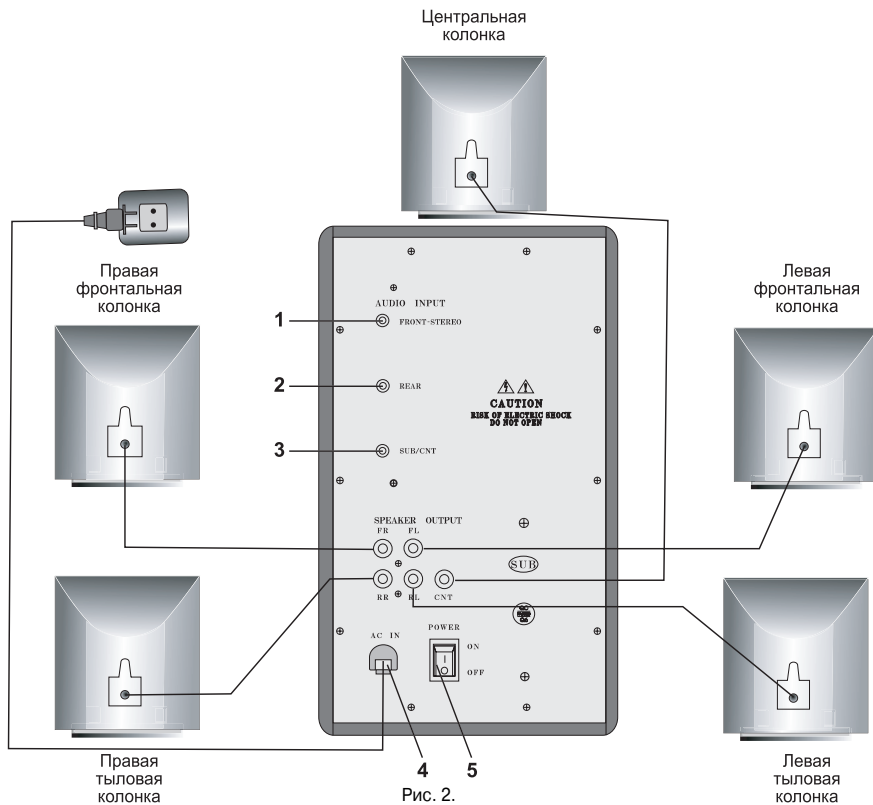 Центральная
колонка
Правая
фронтальная
колонка
Левая
фронтальная
колонка
AUDIO INPUT
1 FRONT-STEREO
2 REAR
3 SUB/CNT
CAUTION
RISK OF ELECTRIC SHOCK
DO NOT OPEN
SPEAKER OUTPUT
FR FL
SUB
RR RL CNT
AC IN
POWER
ON
OFF
4 5
Правая
тыловая
колонка
Левая
тыловая
колонка
Рис. 2.